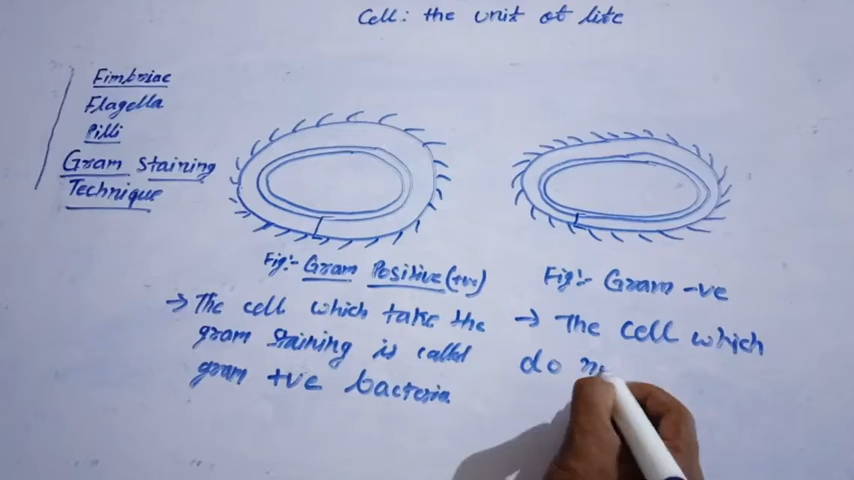 Cell: the unit of life
Fimbriae
Flagella
Pilli
Gram Staining
Technique
Fig:- Gram Positive (+ve)
→ The cell which take the
gram staining is called
gram +ve bacteria
Fig:- Gram -ve
→ The cell which
do